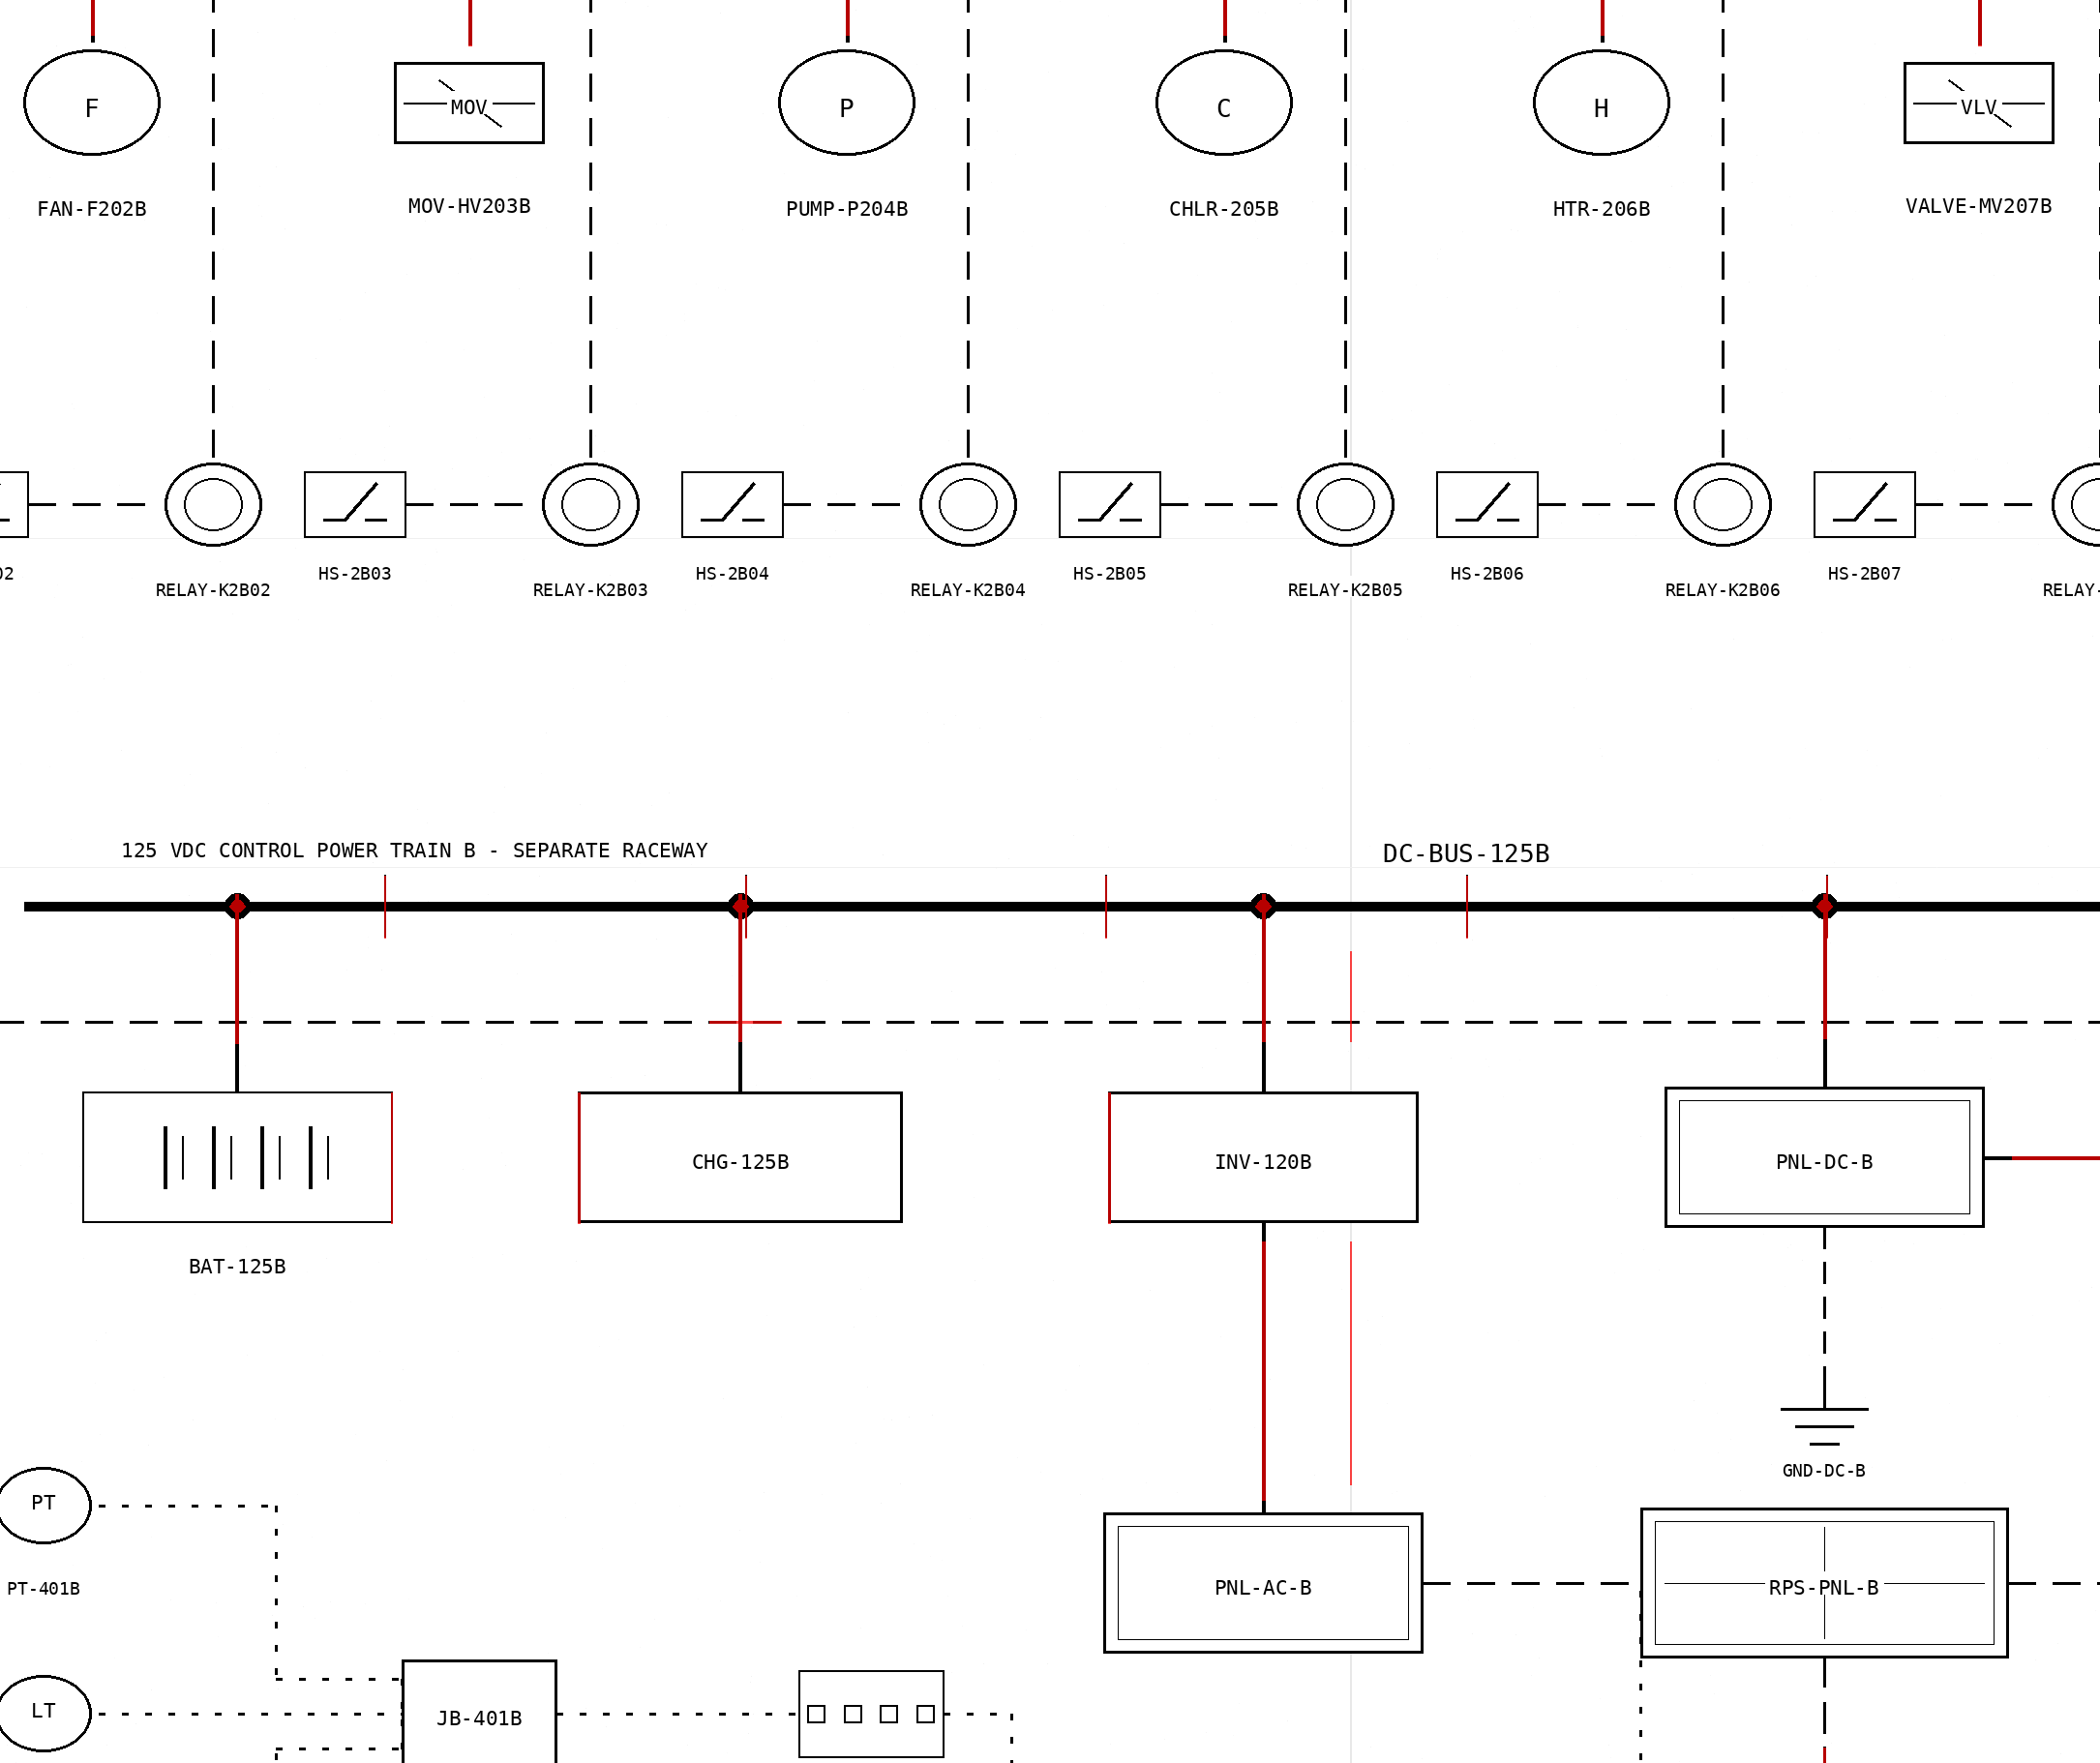 F
MOV
P
C
H
VLV
FAN-F202B
MOV-HV203B
PUMP-P204B
CHLR-205B
HTR-206B
VALVE-MV207B
02
HS-2B03
HS-2B04
HS-2B05
HS-2B06
HS-2B07
RELAY-K2B02
RELAY-K2B03
RELAY-K2B04
RELAY-K2B05
RELAY-K2B06
RELAY-
125 VDC CONTROL POWER TRAIN B - SEPARATE RACEWAY
DC-BUS-125B
CHG-125B
INV-120B
PNL-DC-B
BAT-125B
GND-DC-B
PT
PT-401B
PNL-AC-B
RPS-PNL-B
LT
JB-401B